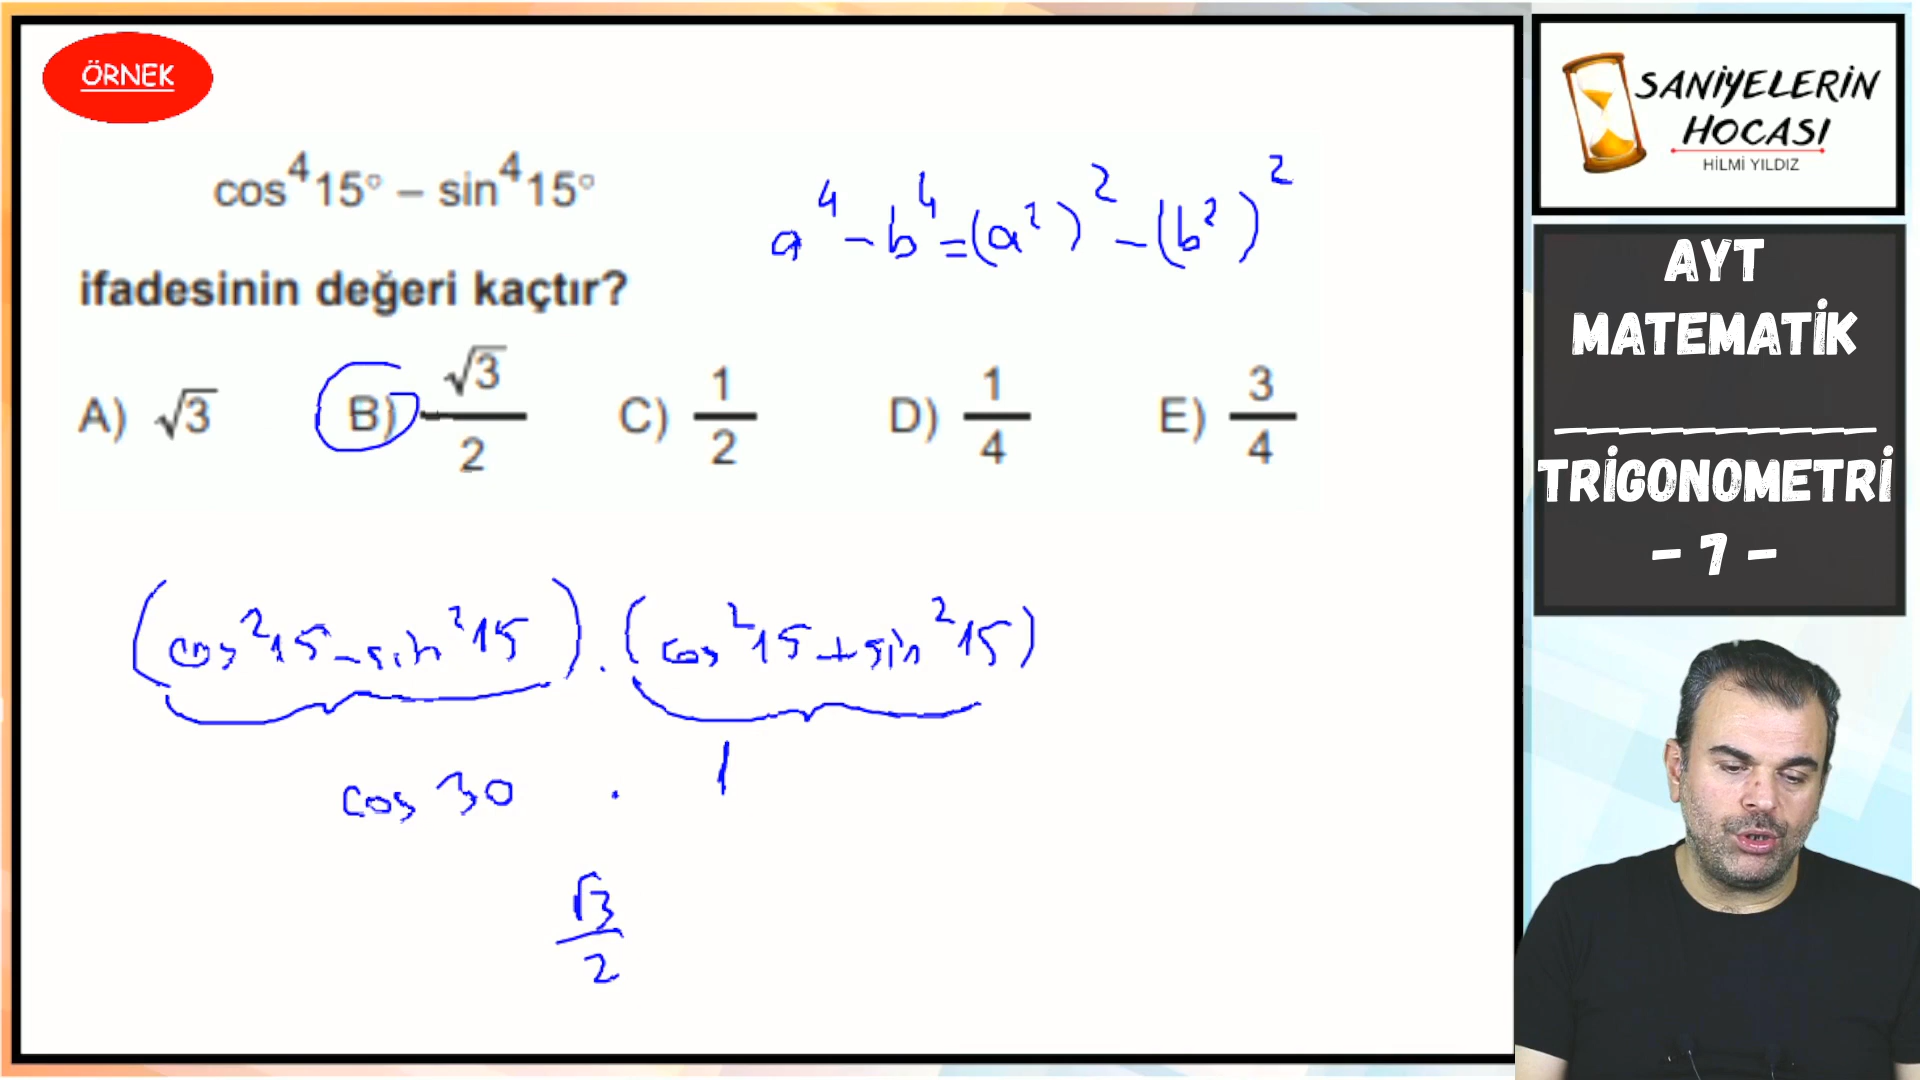 ÖRNEK
cos⁴15° – sin⁴15°
a⁴ - b⁴ = (a²)² - (b²)²
ifadesinin değeri kaçtır?
A) √3 B) √3/2 C) 1/2 D) 1/4 E) 3/4
(cos²15 - sin²15) . (cos²15 + sin²15)
cos 30 . 1
√3/2
SANİYELERİN
HOCASI
HİLMİ YILDIZ
AYT
MATEMATİK
__________
TRİGONOMETRİ
- 7 -